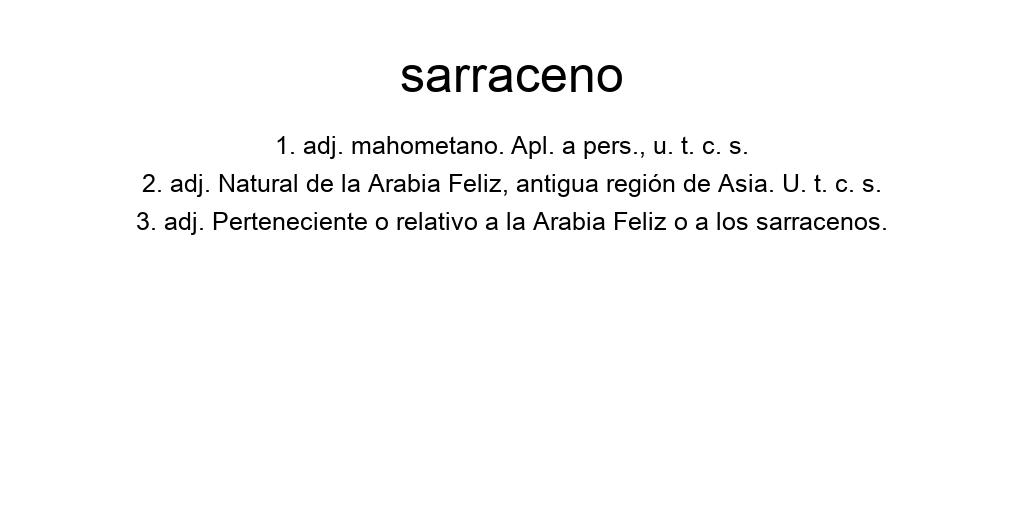 sarraceno
1. adj. mahometano. Apl. a pers., u. t. c. s.
2. adj. Natural de la Arabia Feliz, antigua región de Asia. U. t. c. s.
3. adj. Perteneciente o relativo a la Arabia Feliz o a los sarracenos.